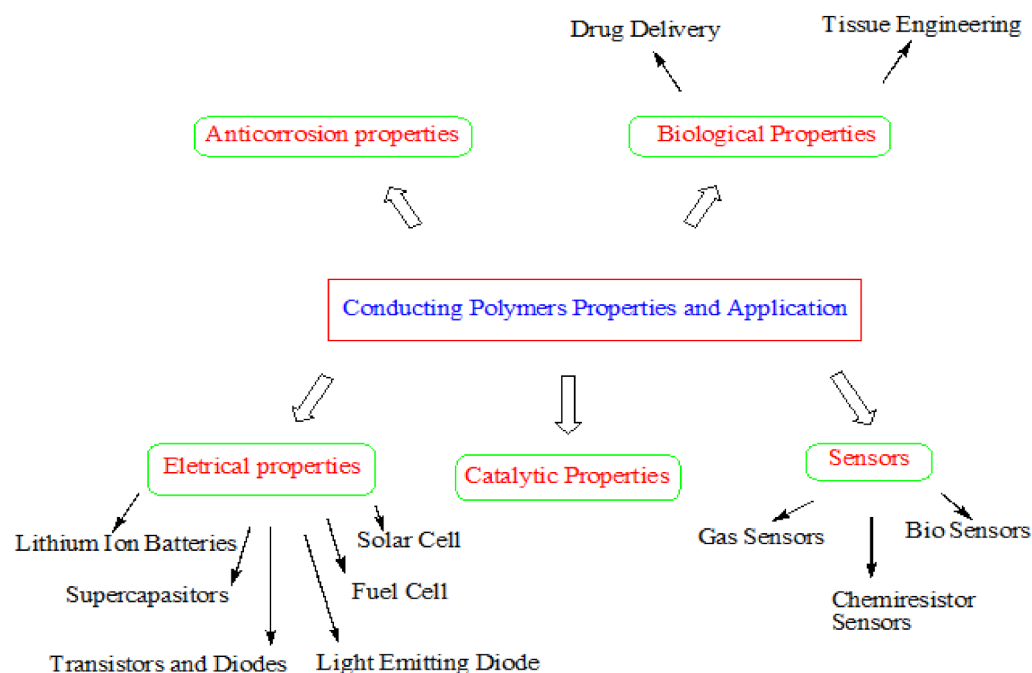 Drug Delivery
Tissue Engineering
Anticorrosion properties
Biological Properties
Conducting Polymers Properties and Application
Eletrical properties
Catalytic Properties
Sensors
Lithium Ion Batteries
Solar Cell
Gas Sensors
Bio Sensors
Supercapasitors
Fuel Cell
Chemiresistor
Sensors
Transistors and Diodes
Light Emitting Diode